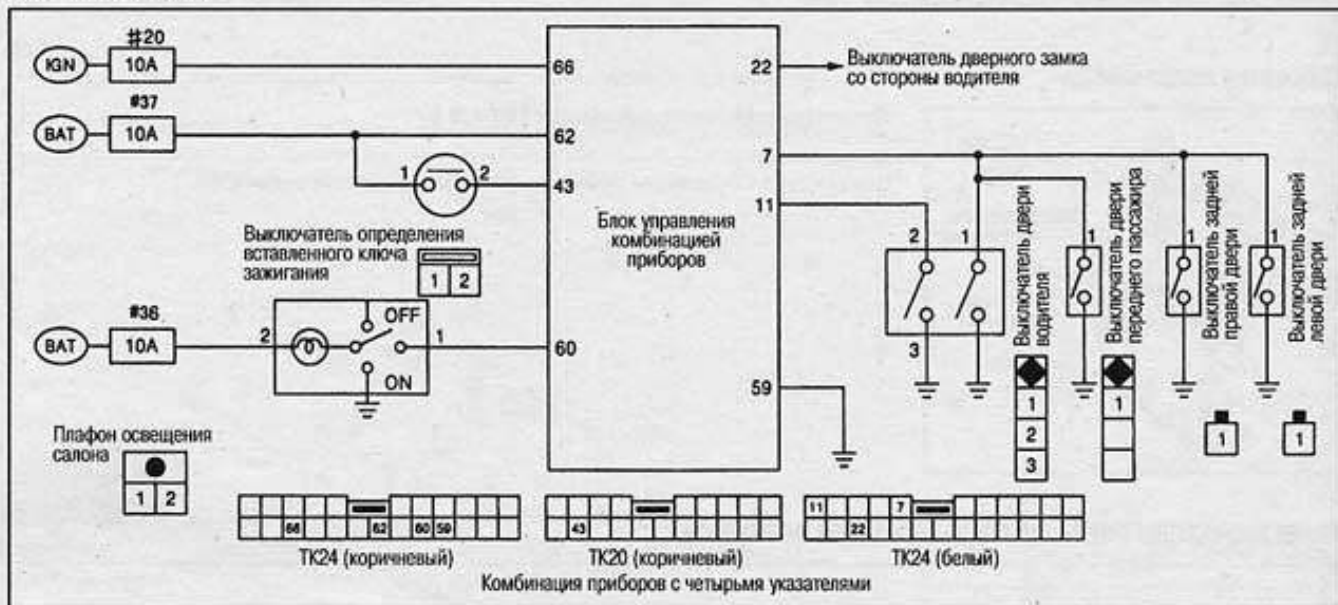 #20
IGN 10A 66
22 Выключатель дверного замка
со стороны водителя
#37
BAT 10A 62
7
1 2 43
11
Блок управления
комбинацией
приборов
Выключатель определения
вставленного ключа
зажигания
1 2
2 1
3
Выключатель двери
водителя
1
2
3
1
Выключатель двери
переднего пассажира
1
1
Выключатель задней
правой двери
1
1
Выключатель задней
левой двери
1
#36
BAT 10A 2 OFF 1 60
ON
59
Плафон освещения
салона
1 2
66 62 60 59
ТК24 (коричневый)
43
ТК20 (коричневый)
11 7
22
ТК24 (белый)
Комбинация приборов с четырьмя указателями